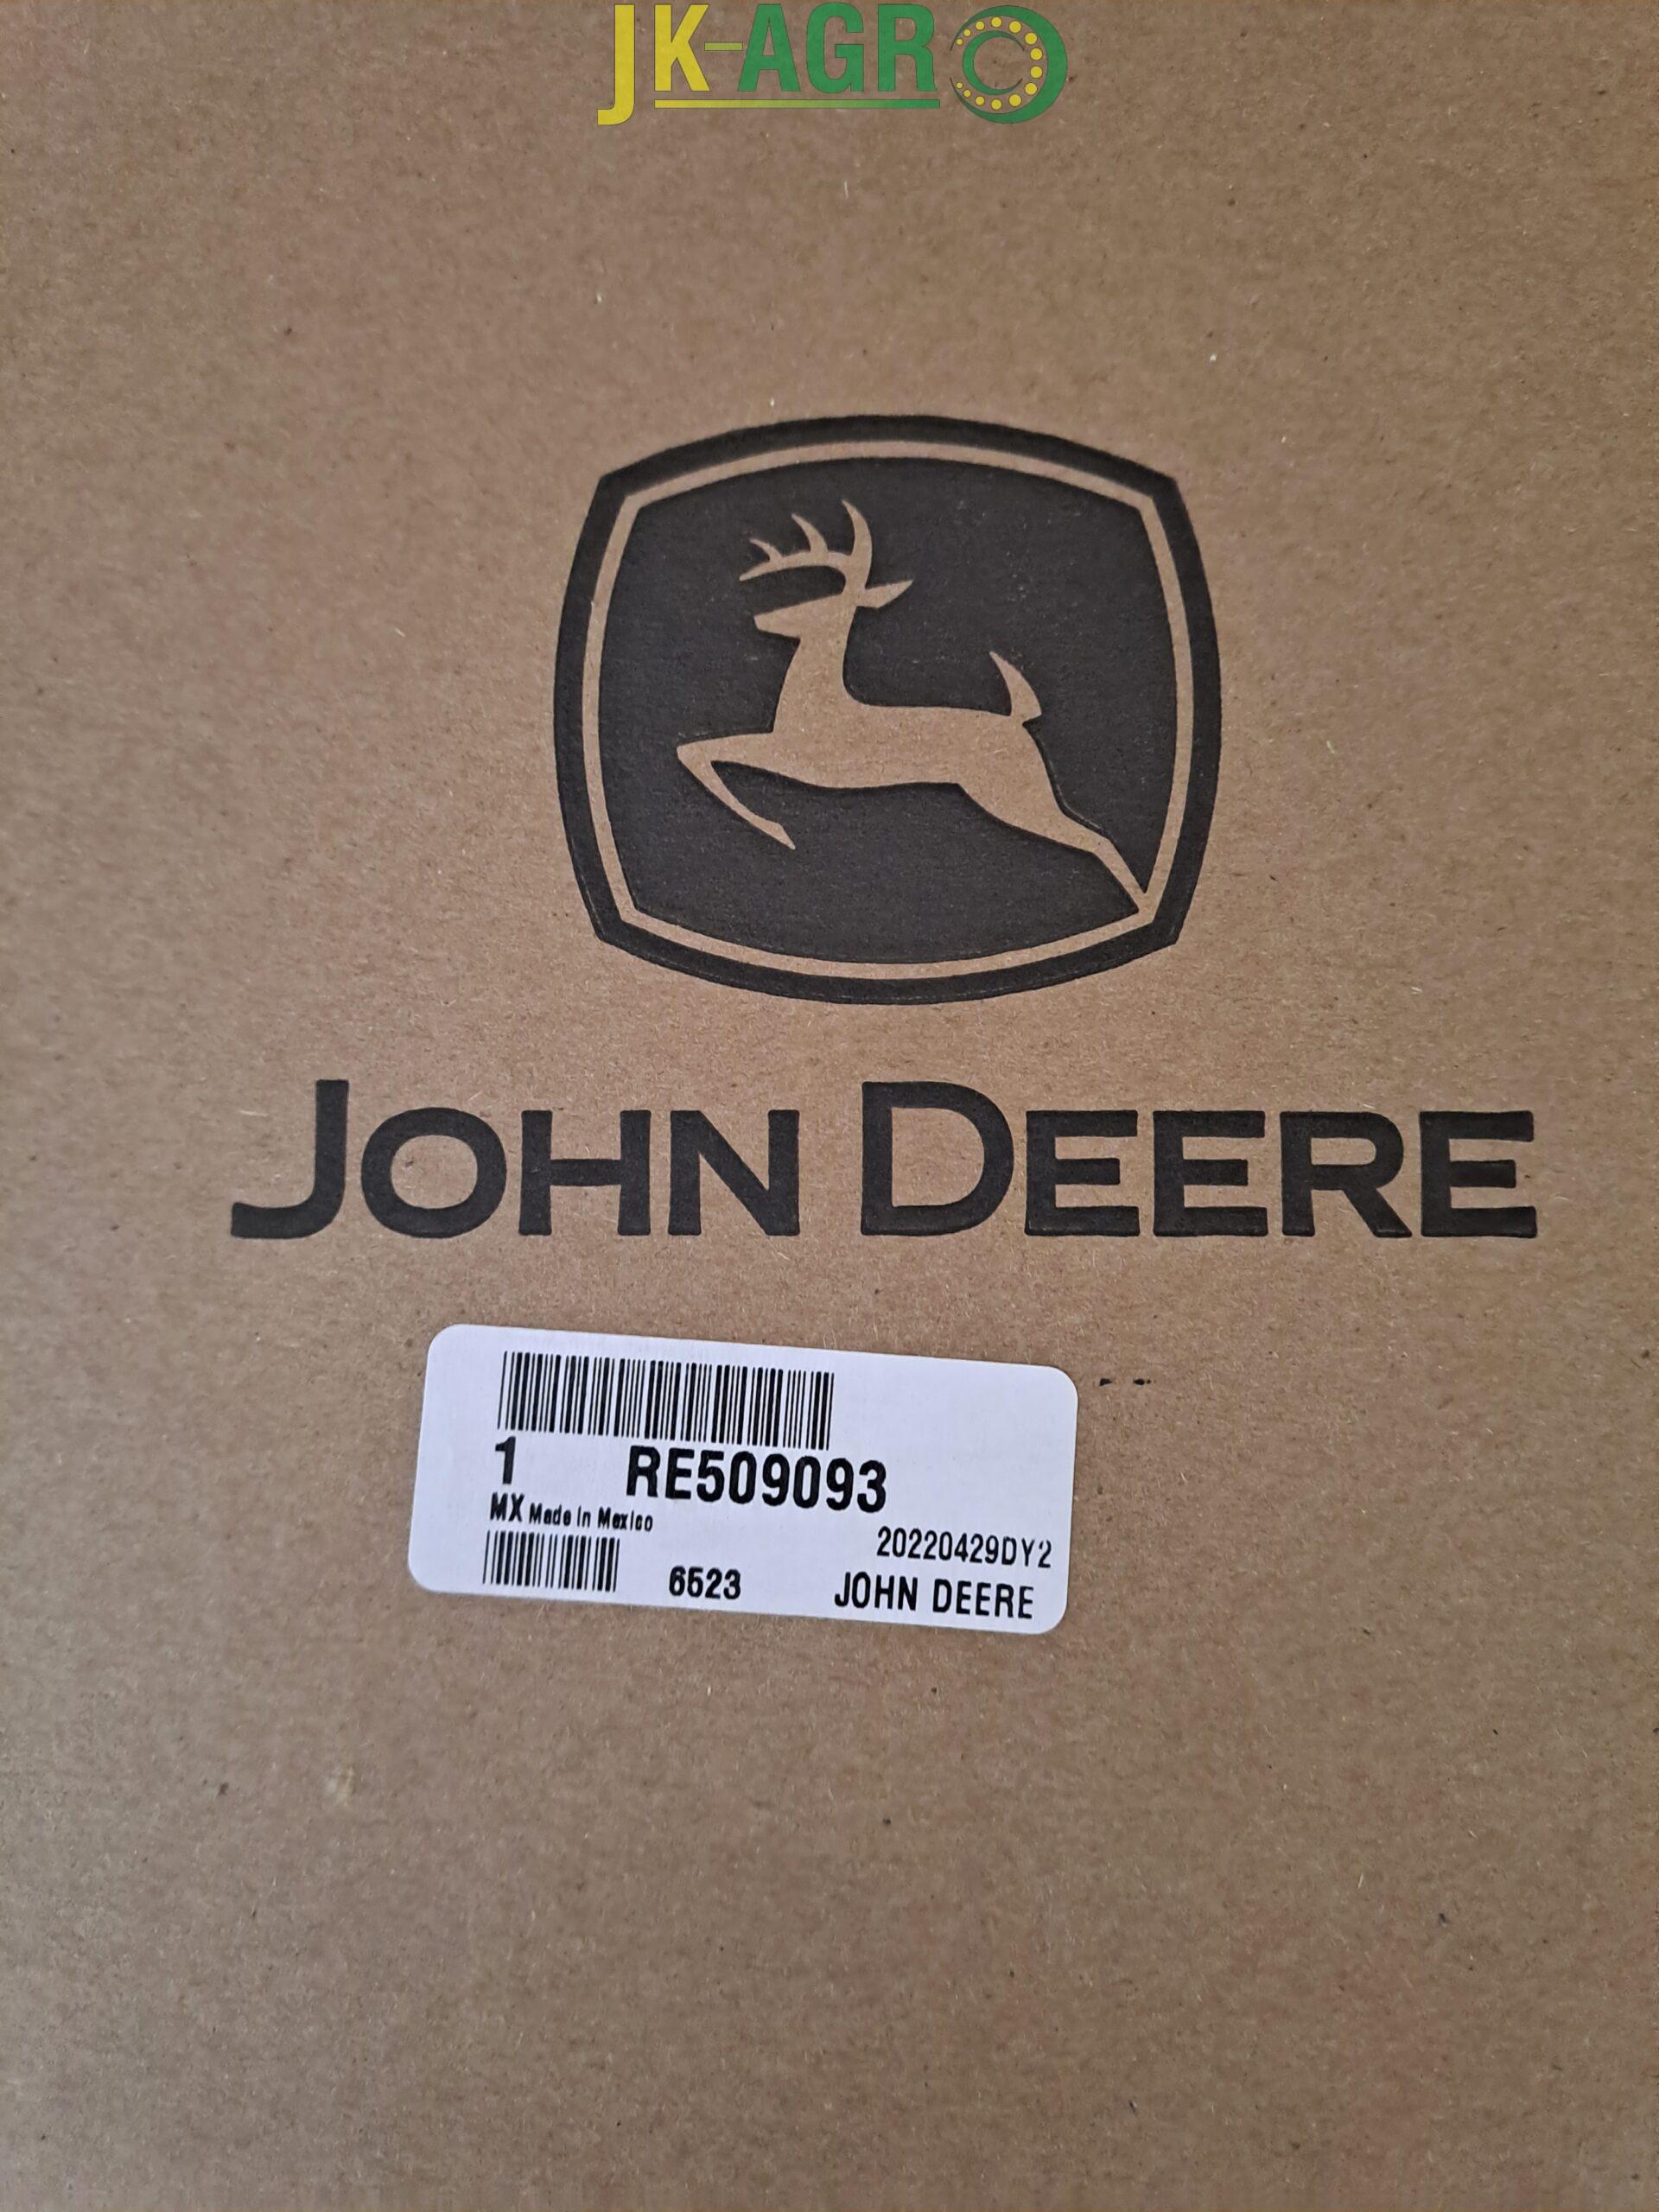 JK-AGRO
JOHN DEERE
1 RE509093
MX Made in Mexico
20220429DY2
6523 JOHN DEERE